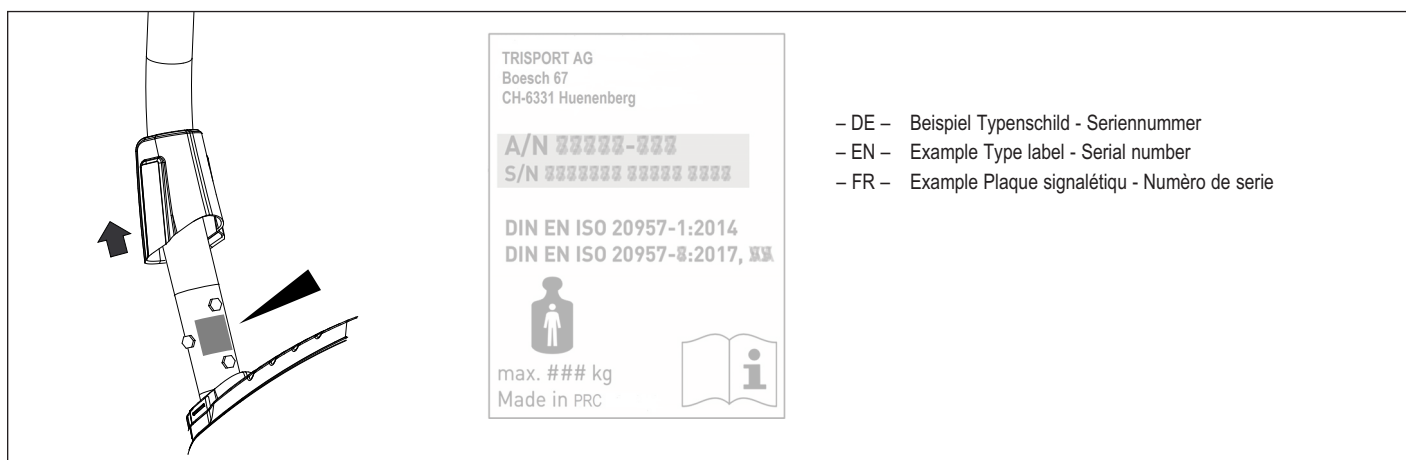 TRISPORT AG
Boesch 67
CH-6331 Huenenberg
A/N
S/N
DIN EN ISO 20957-1:2014
DIN EN ISO 20957-:2017,
max. ### kg
Made in PRC
– DE – Beispiel Typenschild - Seriennummer
– EN – Example Type label - Serial number
– FR – Example Plaque signalétiqu - Numèro de serie